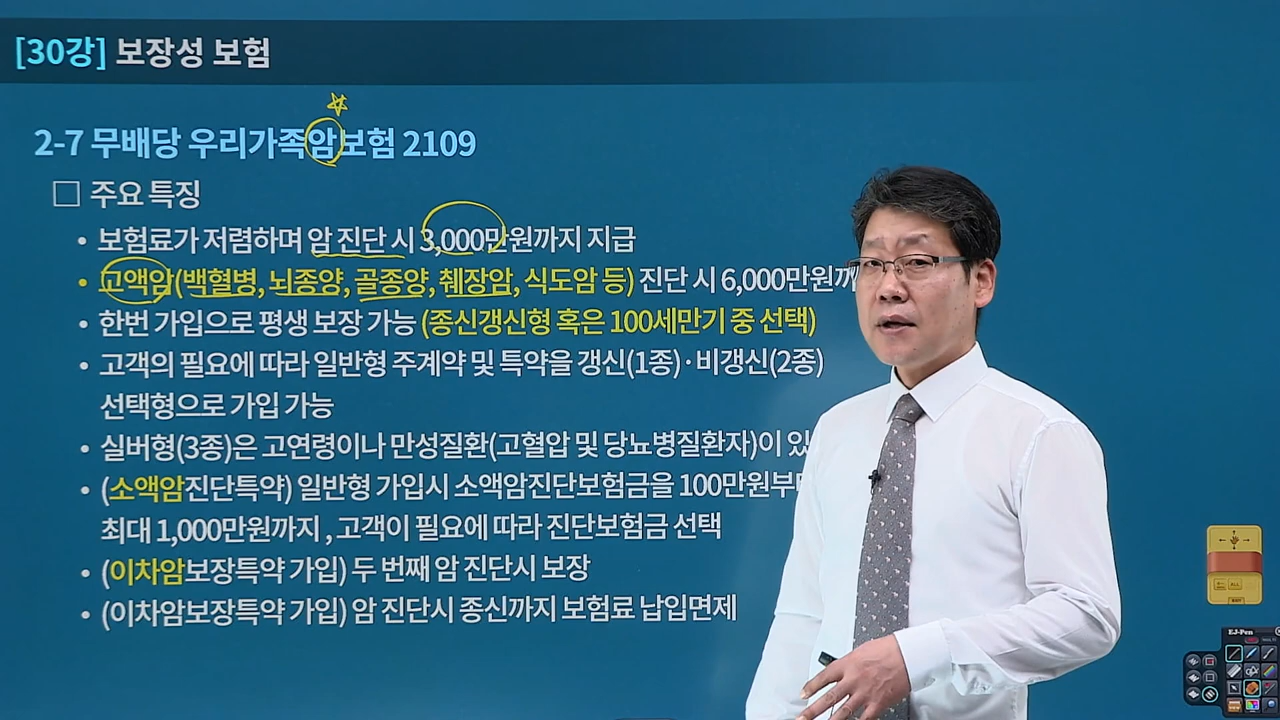 [30강] 보장성 보험
2-7 무배당 우리가족암보험 2109
□ 주요 특징
• 보험료가 저렴하며 암 진단 시 3,000만원까지 지급
• 고액암(백혈병, 뇌종양, 골종양, 췌장암, 식도암 등) 진단 시 6,000만원까
• 한번 가입으로 평생 보장 가능 (종신갱신형 혹은 100세만기 중 선택)
• 고객의 필요에 따라 일반형 주계약 및 특약을 갱신(1종)·비갱신(2종)
선택형으로 가입 가능
• 실버형(3종)은 고연령이나 만성질환(고혈압 및 당뇨병질환자)이 있
• (소액암진단특약) 일반형 가입시 소액암진단보험금을 100만원부
최대 1,000만원까지 , 고객이 필요에 따라 진단보험금 선택
• (이차암보장특약 가입) 두 번째 암 진단시 보장
• (이차암보장특약 가입) 암 진단시 종신까지 보험료 납입면제
EJ-Pen